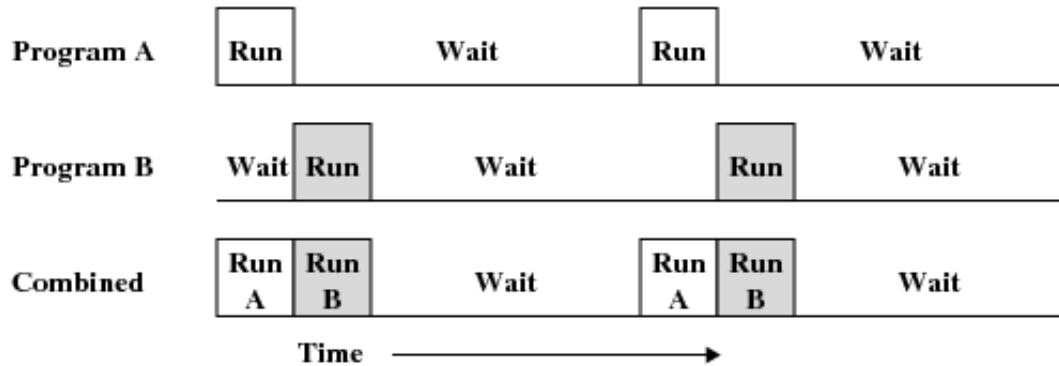 Program A Run Wait Run Wait
Program B Wait Run Wait Run Wait
Combined Run A Run B Wait Run A Run B Wait
Time